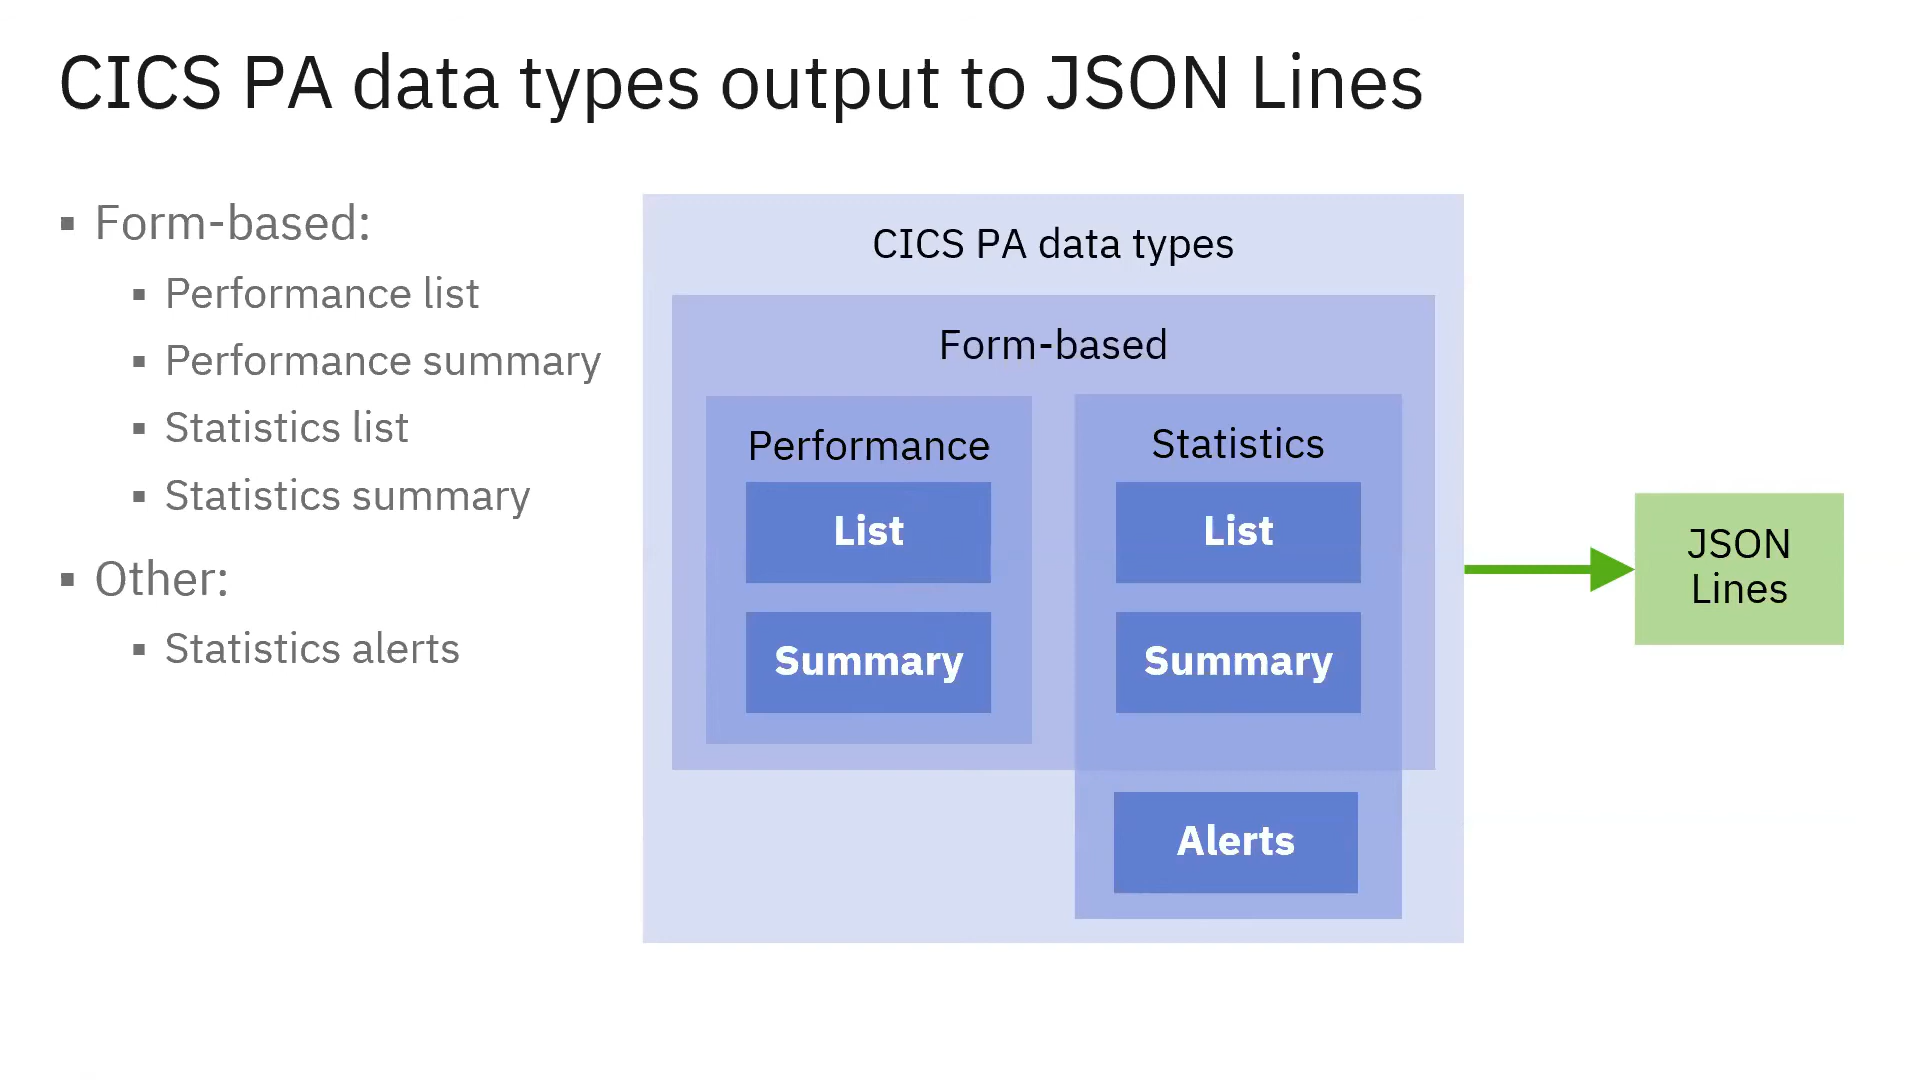 CICS PA data types output to JSON Lines
▪ Form-based:
▪ Performance list
▪ Performance summary
▪ Statistics list
▪ Statistics summary
▪ Other:
▪ Statistics alerts
CICS PA data types
Form-based
Performance
List
Summary
Statistics
List
Summary
Alerts
JSON
Lines